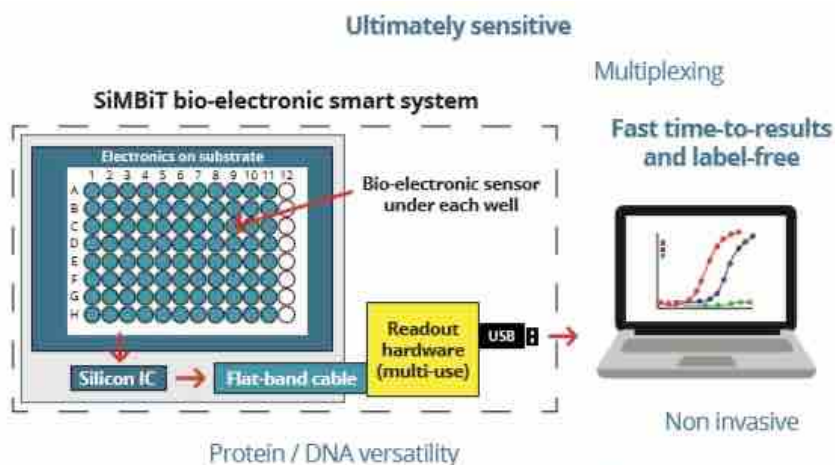 Ultimately sensitive
Multiplexing
SiMBiT bio-electronic smart system
Fast time-to-results
and label-free
Electronics on substrate
1 2 3 4 5 6 7 8 9 10 11 12
A
B
C
D
E
F
G
H
Bio-electronic sensor
under each well
Readout
hardware
(multi-use)
USB
Silicon IC
Flat-band cable
Non invasive
Protein / DNA versatility